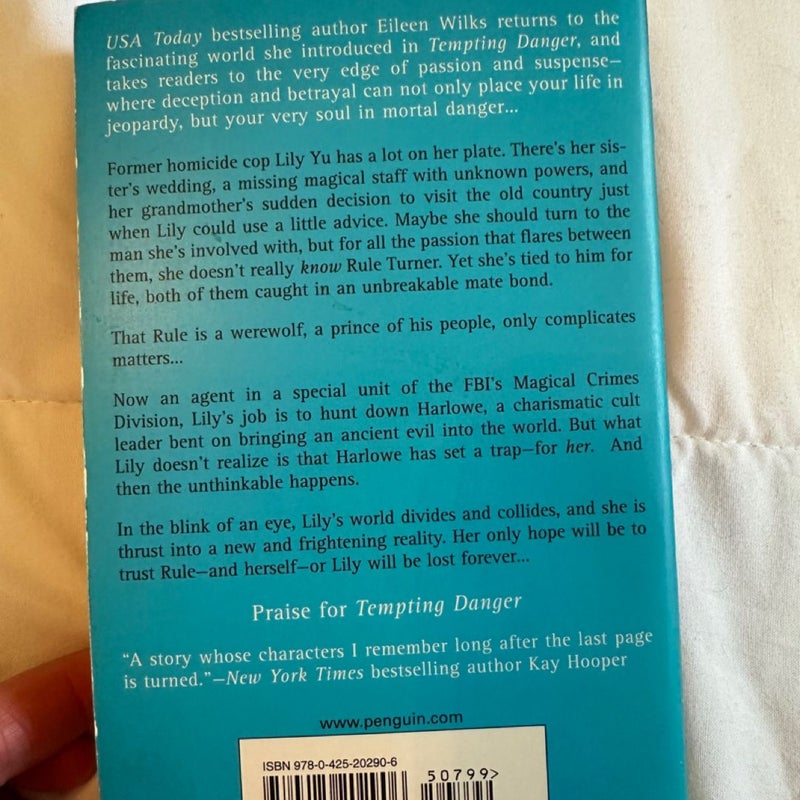 USA Today bestselling author Eileen Wilks returns to the
fascinating world she introduced in Tempting Danger, and
takes readers to the very edge of passion and suspense—
where deception and betrayal can not only place your life in
jeopardy, but your very soul in mortal danger...
Former homicide cop Lily Yu has a lot on her plate. There's her sis-
ter's wedding, a missing magical staff with unknown powers, and
her grandmother's sudden decision to visit the old country just
when Lily could use a little advice. Maybe she should turn to the
man she's involved with, but for all the passion that flares between
them, she doesn't really know Rule Turner. Yet she's tied to him for
life, both of them caught in an unbreakable mate bond.
That Rule is a werewolf, a prince of his people, only complicates
matters...
Now an agent in a special unit of the FBI's Magical Crimes
Division, Lily's job is to hunt down Harlowe, a charismatic cult
leader bent on bringing an ancient evil into the world. But what
Lily doesn't realize is that Harlowe has set a trap—for her. And
then the unthinkable happens.
In the blink of an eye, Lily's world divides and collides, and she is
thrust into a new and frightening reality. Her only hope will be to
trust Rule—and herself—or Lily will be lost forever...
Praise for Tempting Danger
"A story whose characters I remember long after the last page
is turned."—New York Times bestselling author Kay Hooper
www.penguin.com
ISBN 978-0-425-20290-6
50799>